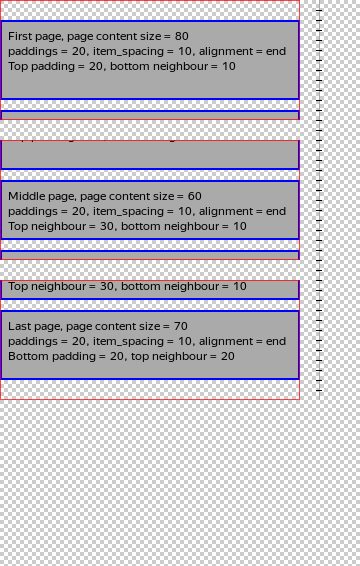 First page, page content size = 80
paddings = 20, item_spacing = 10, alignment = end
Top padding = 20, bottom neighbour = 10
Middle page, page content size = 60
paddings = 20, item_spacing = 10, alignment = end
Top neighbour = 30, bottom neighbour = 10
Top neighbour = 30, bottom neighbour = 10
Last page, page content size = 70
paddings = 20, item_spacing = 10, alignment = end
Bottom padding = 20, top neighbour = 20